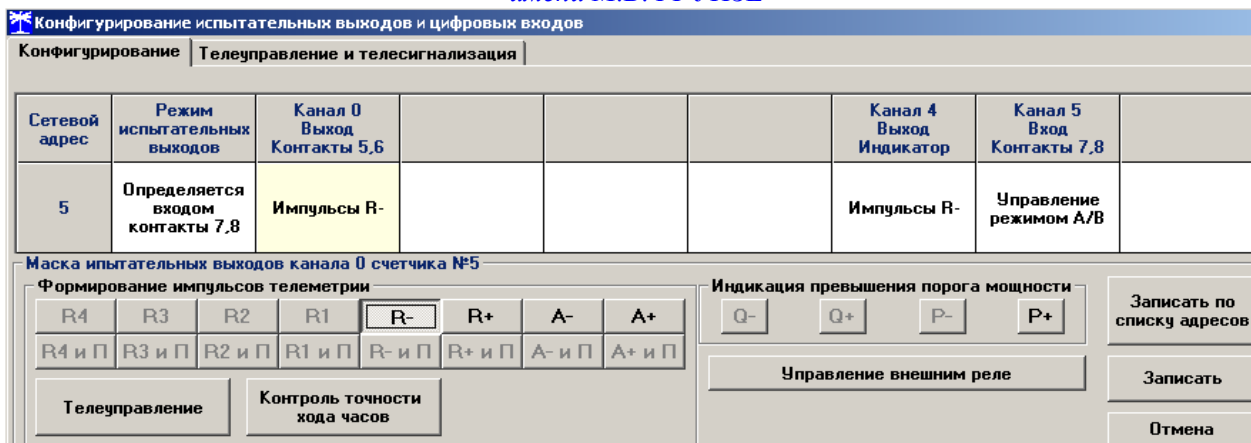 Конфигурирование испытательных выходов и цифровых входов
Конфигурирование Телеуправление и телесигнализация
Сетевой адрес
Режим испытательных выходов
Канал 0 Выход Контакты 5,6
Канал 4 Выход Индикатор
Канал 5 Вход Контакты 7,8
5
Определяется входом контакты 7,8
Импульсы R-
Импульсы R-
Управление режимом A/B
Маска ипытательных выходов канала 0 счетчика №5
Формирование импульсов телеметрии
R4 R3 R2 R1 R- R+ A- A+
R4 и П R3 и П R2 и П R1 и П R- и П R+ и П A- и П A+ и П
Телеуправление
Контроль точности хода часов
Индикация превышения порога мощности
Q- Q+ P- P+
Управление внешним реле
Записать по списку адресов
Записать
Отмена